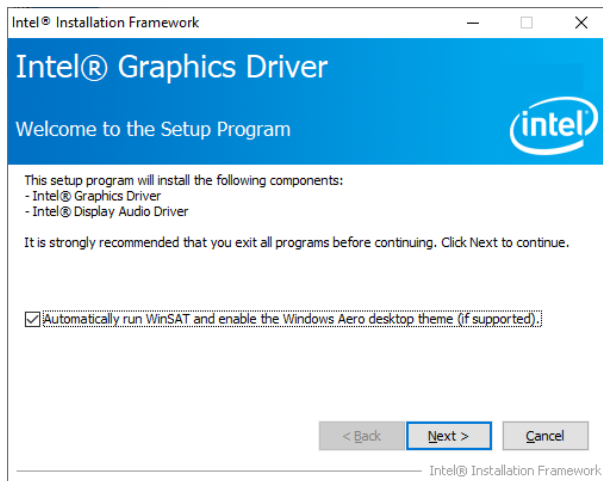 Intel® Installation Framework
Intel® Graphics Driver
Welcome to the Setup Program
intel
This setup program will install the following components:
- Intel® Graphics Driver
- Intel® Display Audio Driver
It is strongly recommended that you exit all programs before continuing. Click Next to continue.
Automatically run WinSAT and enable the Windows Aero desktop theme (if supported).
< Back Next > Cancel
Intel® Installation Framework